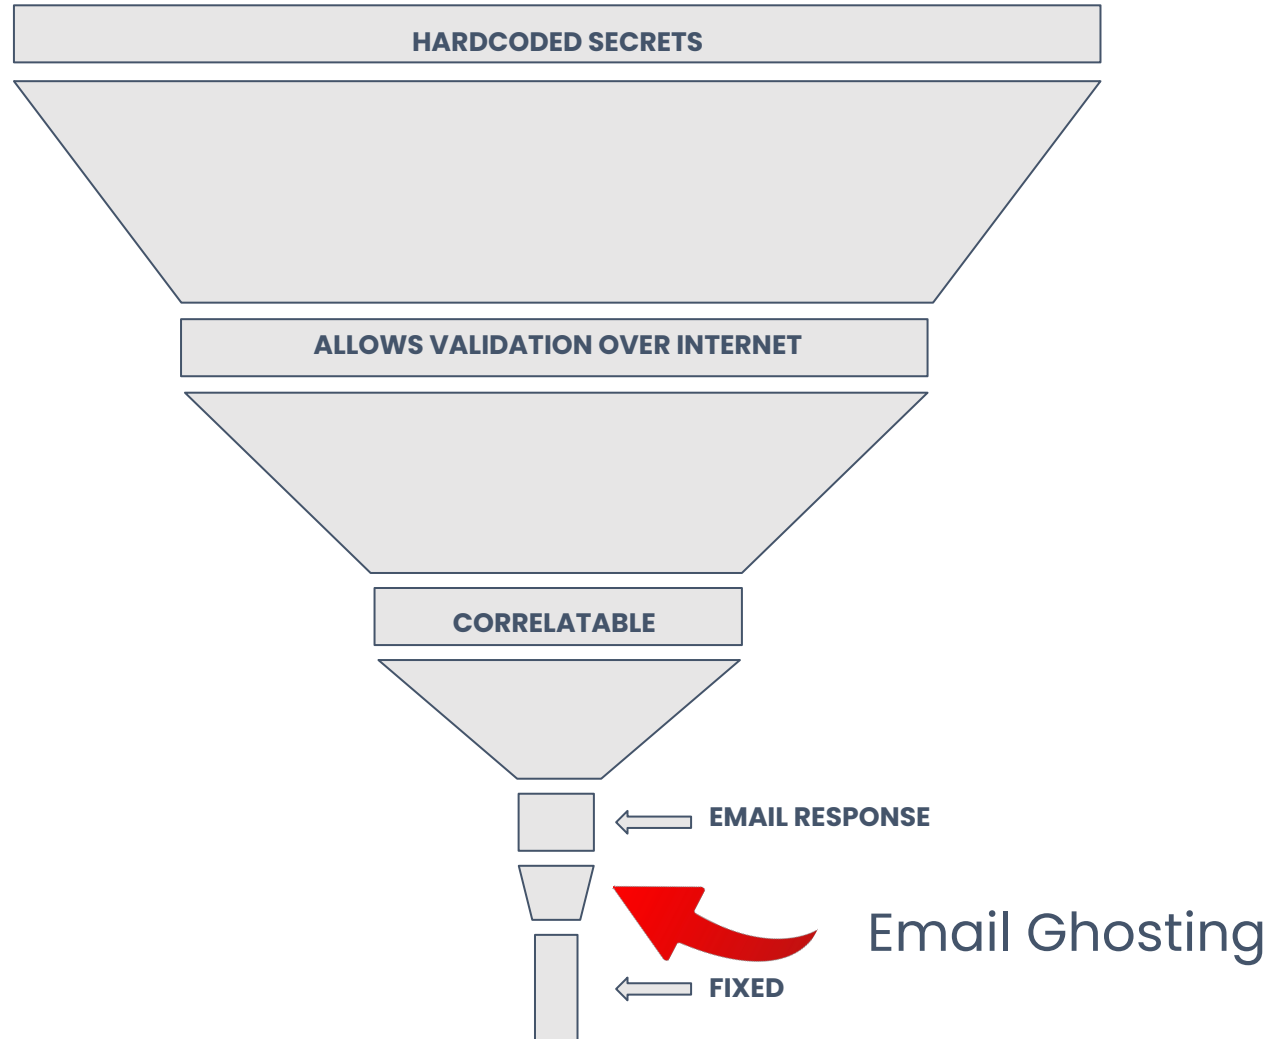 HARDCODED SECRETS
ALLOWS VALIDATION OVER INTERNET
CORRELATABLE
EMAIL RESPONSE
Email Ghosting
FIXED